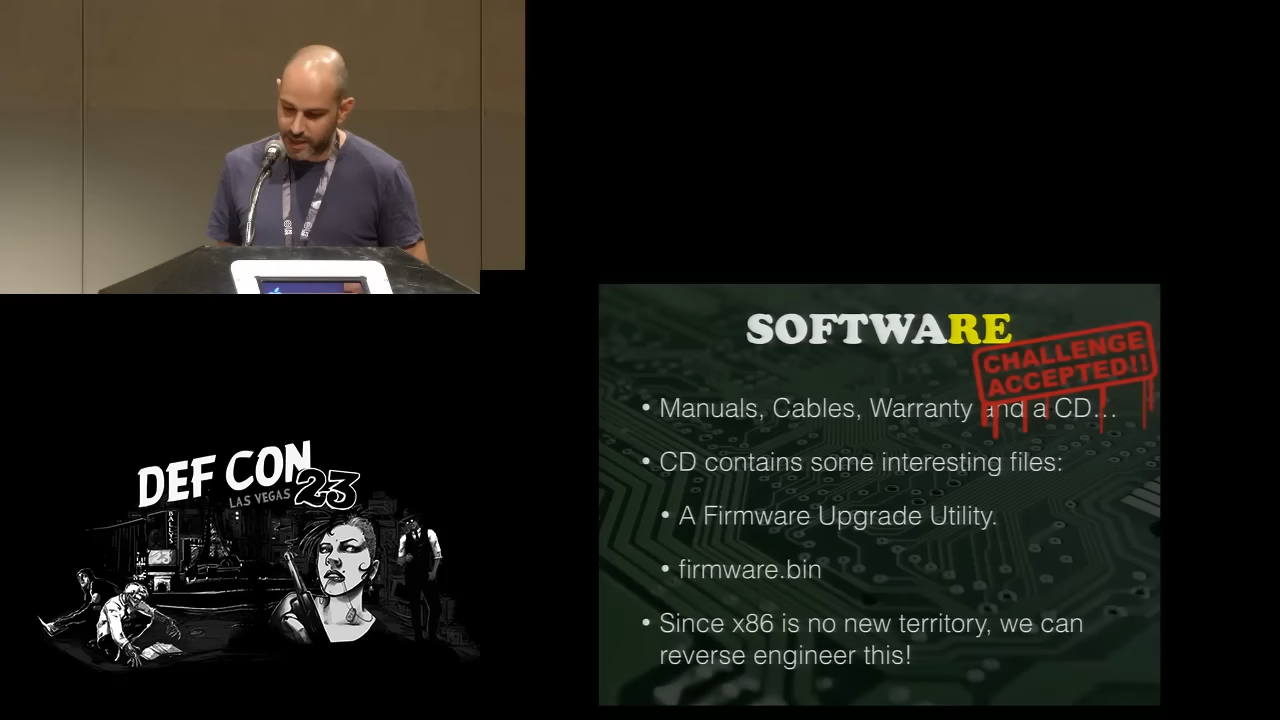 SOFTWARE
CHALLENGE
ACCEPTED!!
• Manuals, Cables, Warranty and a CD...
• CD contains some interesting files:
• A Firmware Upgrade Utility.
• firmware.bin
• Since x86 is no new territory, we can
reverse engineer this!
DEF CON
23
LAS VEGAS
BALLY'S